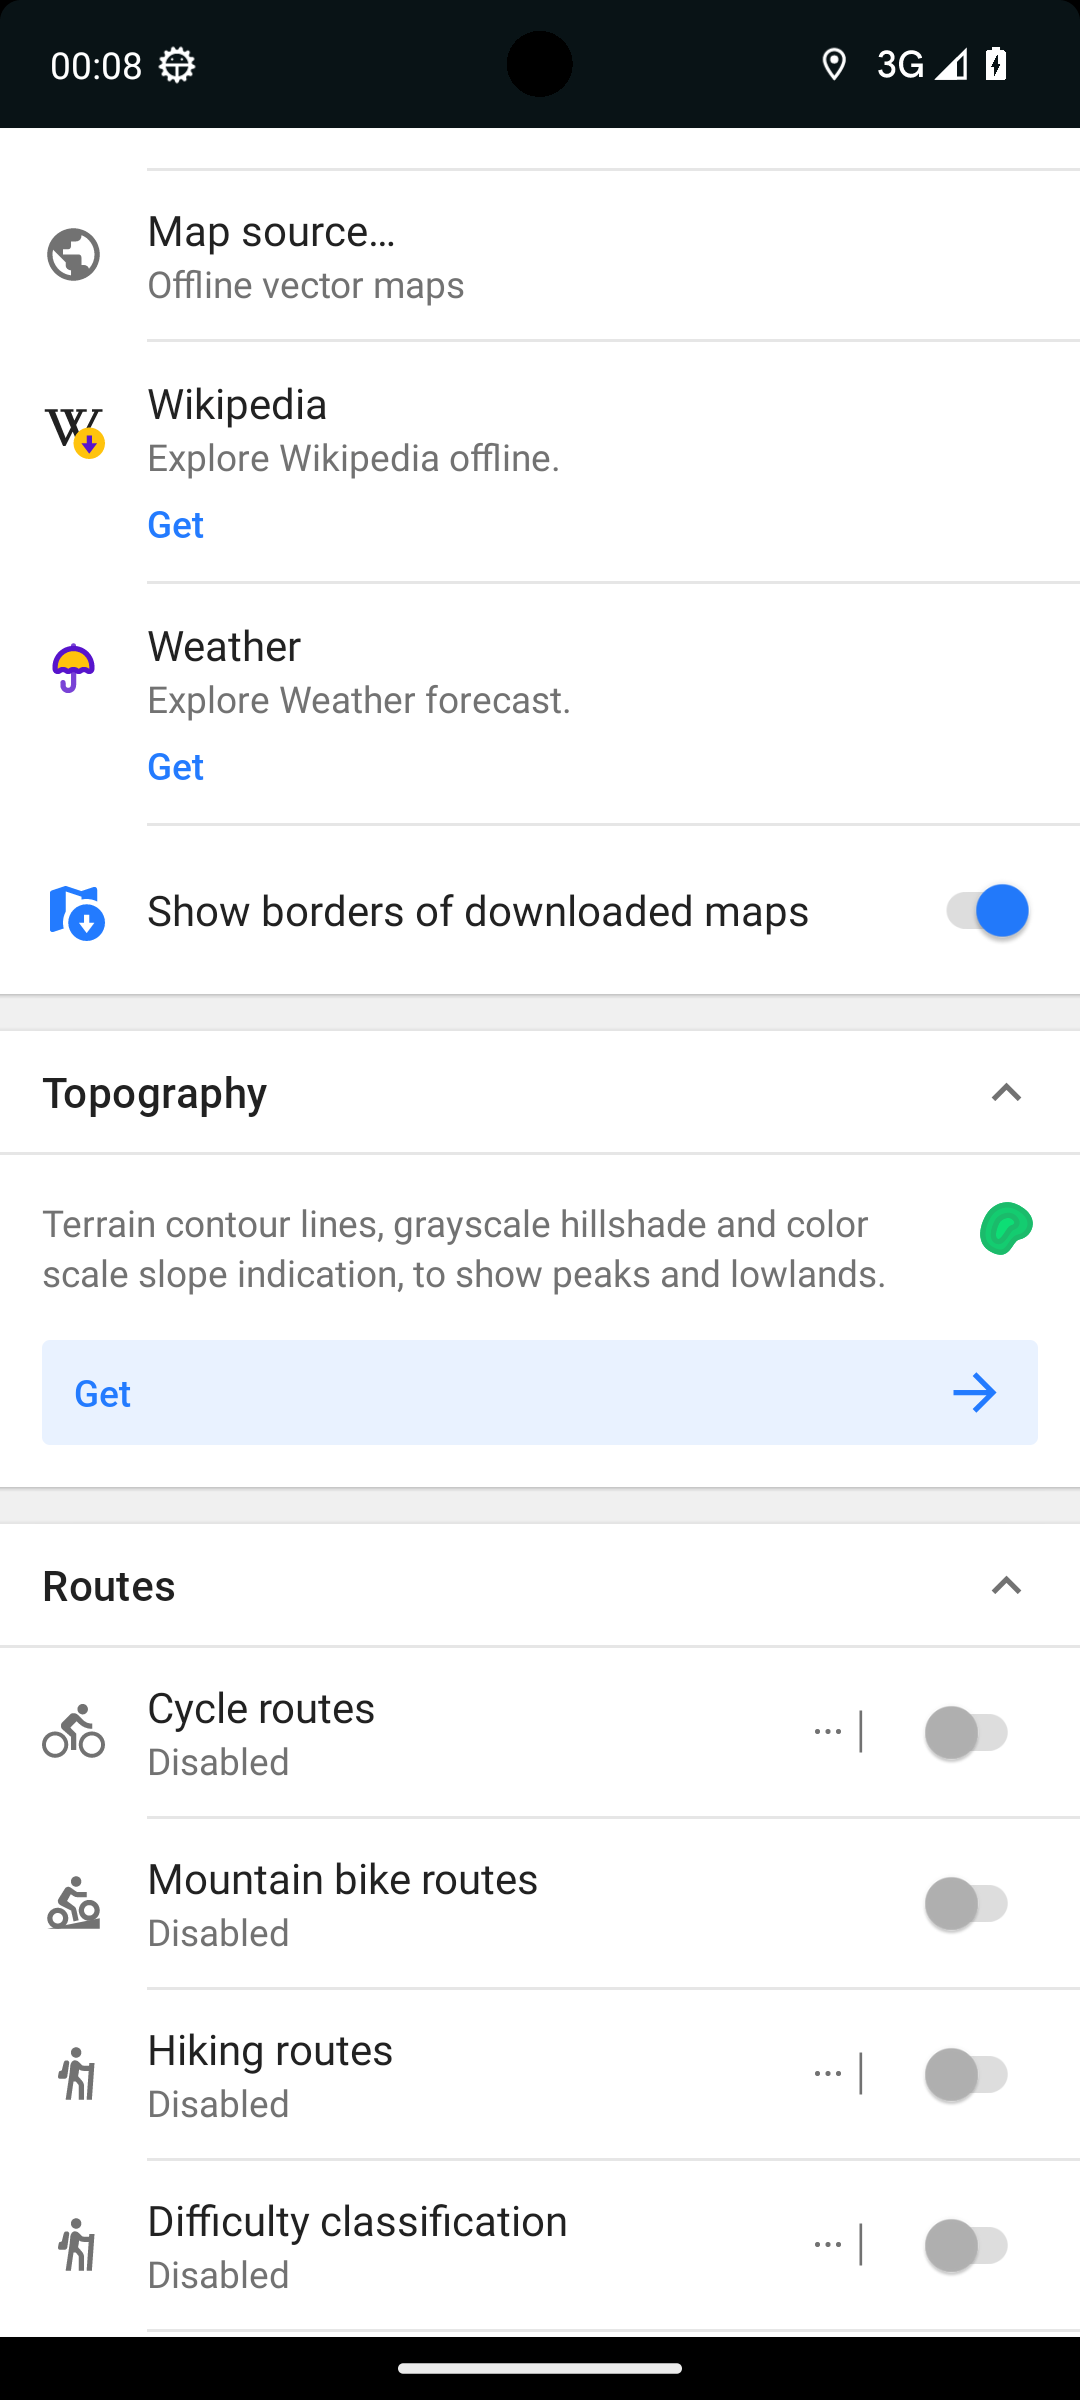 00:08
3G
Map source…
Offline vector maps
Wikipedia
Explore Wikipedia offline.
Get
Weather
Explore Weather forecast.
Get
Show borders of downloaded maps
Topography
Terrain contour lines, grayscale hillshade and color
scale slope indication, to show peaks and lowlands.
Get
Routes
Cycle routes
Disabled
Mountain bike routes
Disabled
Hiking routes
Disabled
Difficulty classification
Disabled